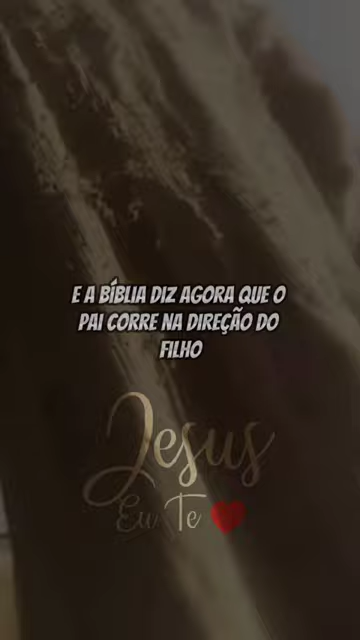 E A BÍBLIA DIZ AGORA QUE O
PAI CORRE NA DIREÇÃO DO
FILHO
Jesus
Eu Te ❤